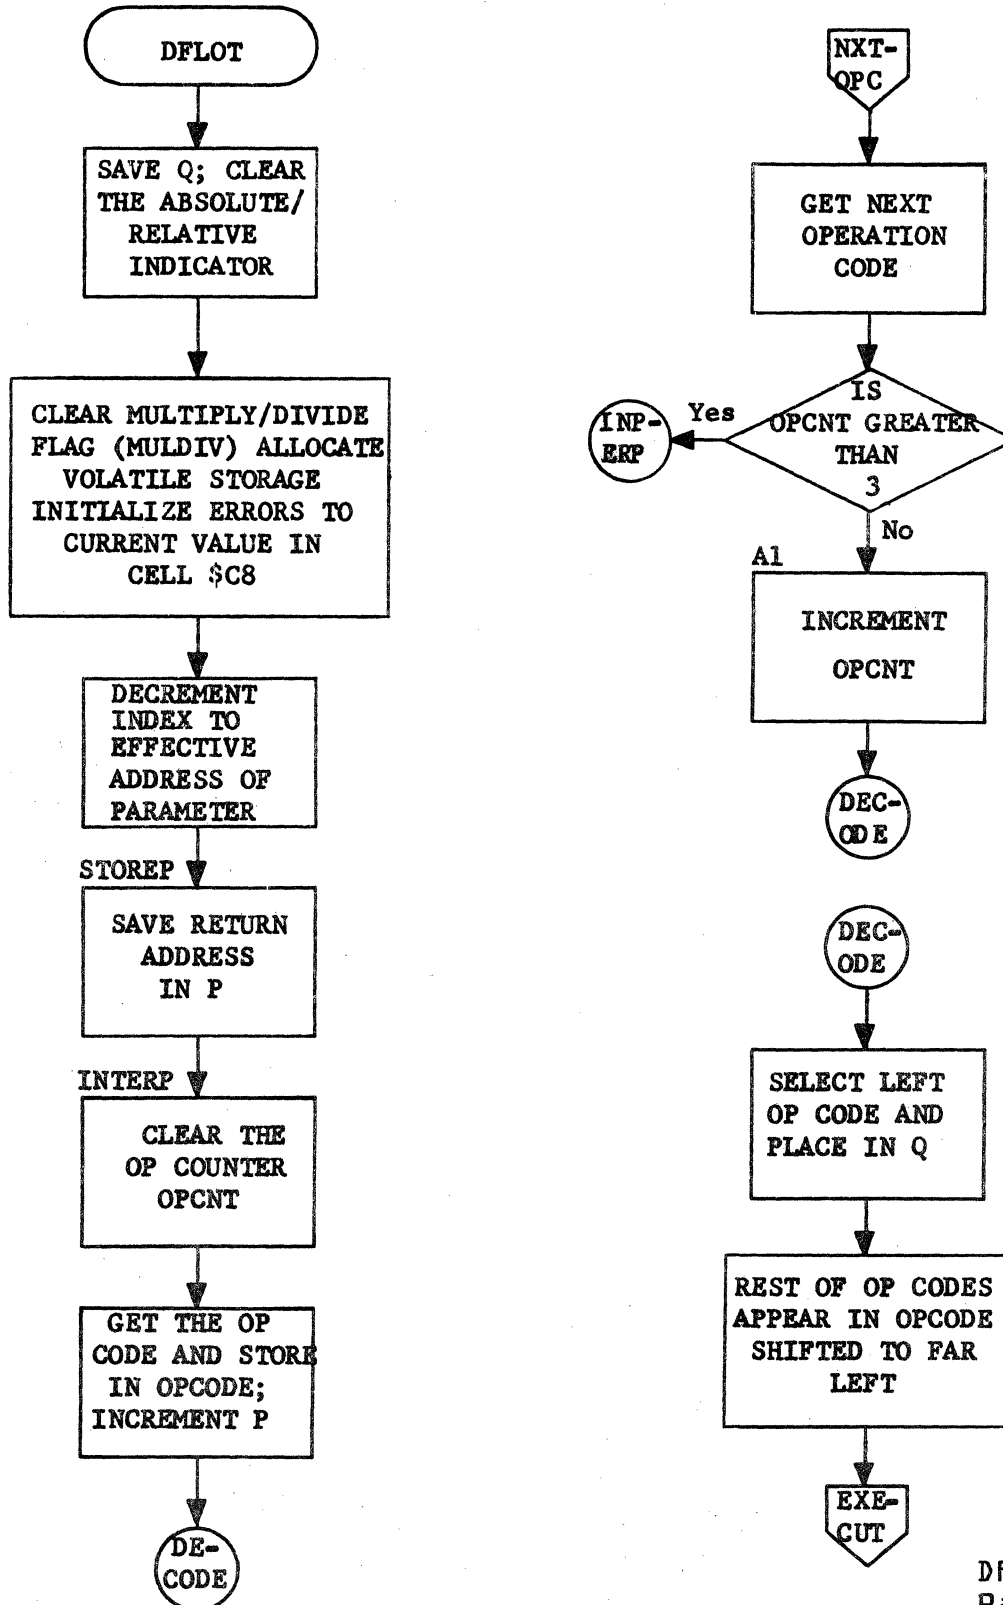 DFLOT
SAVE Q; CLEAR
THE ABSOLUTE/
RELATIVE
INDICATOR
CLEAR MULTIPLY/DIVIDE
FLAG (MULDIV) ALLOCATE
VOLATILE STORAGE
INITIALIZE ERRORS TO
CURRENT VALUE IN
CELL $C8
DECREMENT
INDEX TO
EFFECTIVE
ADDRESS OF
PARAMETER
STOREP
SAVE RETURN
ADDRESS
IN P
INTERP
CLEAR THE
OP COUNTER
OPCNT
GET THE OP
CODE AND STORE
IN OPCODE;
INCREMENT P
DE-
CODE
NXT-
OPC
GET NEXT
OPERATION
CODE
IS
OPCNT GREATER
THAN
3
Yes
INP-
ERP
No
A1
INCREMENT
OPCNT
DEC-
ODE
DEC-
ODE
SELECT LEFT
OP CODE AND
PLACE IN Q
REST OF OP CODES
APPEAR IN OPCODE
SHIFTED TO FAR
LEFT
EXE-
CUT